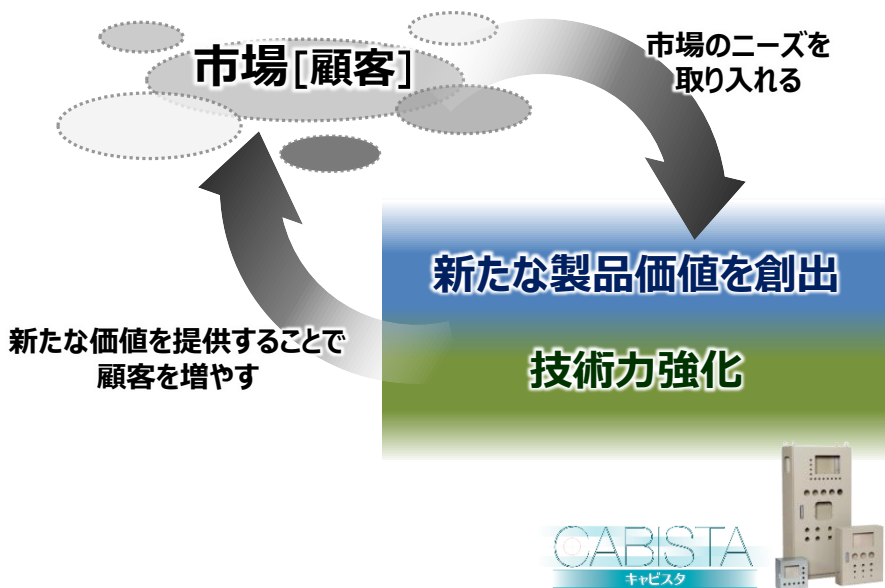 市場[顧客]
市場のニーズを
取り入れる
新たな製品価値を創出
新たな価値を提供することで
顧客を増やす
技術力強化
CABISTA
キャビスタ